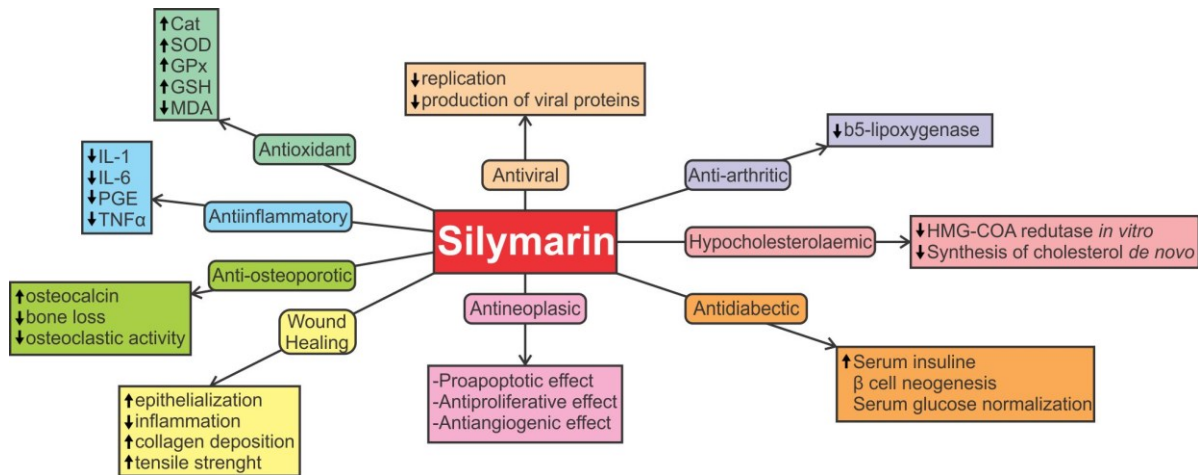 ↑Cat
↑SOD
↑GPx
↑GSH
↓MDA
Antioxidant
↓replication
↓production of viral proteins
Antiviral
↓b5-lipoxygenase
Anti-arthritic
↓IL-1
↓IL-6
↓PGE
↓TNFα
Antiinflammatory
Silymarin
Hypocholesterolaemic
↓HMG-COA redutase in vitro
↓Synthesis of cholesterol de novo
Anti-osteoporotic
↑osteocalcin
↓bone loss
↓osteoclastic activity
Wound
Healing
↑epithelialization
↓inflammation
↑collagen deposition
↑tensile strenght
Antineoplasic
-Proapoptotic effect
-Antiproliferative effect
-Antiangiogenic effect
Antidiabectic
↑Serum insuline
β cell neogenesis
Serum glucose normalization